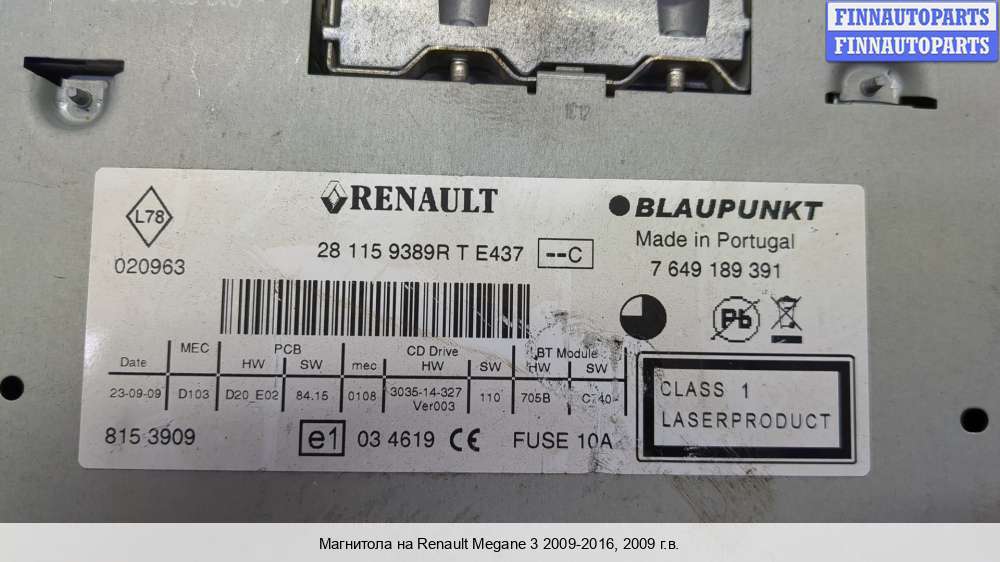 FINNAUTOPARTS
FINNAUTOPARTS
1C12
L78
020963
RENAULT
28 115 9389R T E437 --C
BLAUPUNKT
Made in Portugal
7 649 189 391
Pb
MEC PCB CD Drive BT Module
Date HW SW mec HW SW HW SW
23-09-09 D103 D20_E02 84.15 0108 3035-14-327 Ver003 110 705B C740
CLASS 1
LASERPRODUCT
815 3909 e1 03 4619 CE FUSE 10A
Магнитола на Renault Megane 3 2009-2016, 2009 г.в.